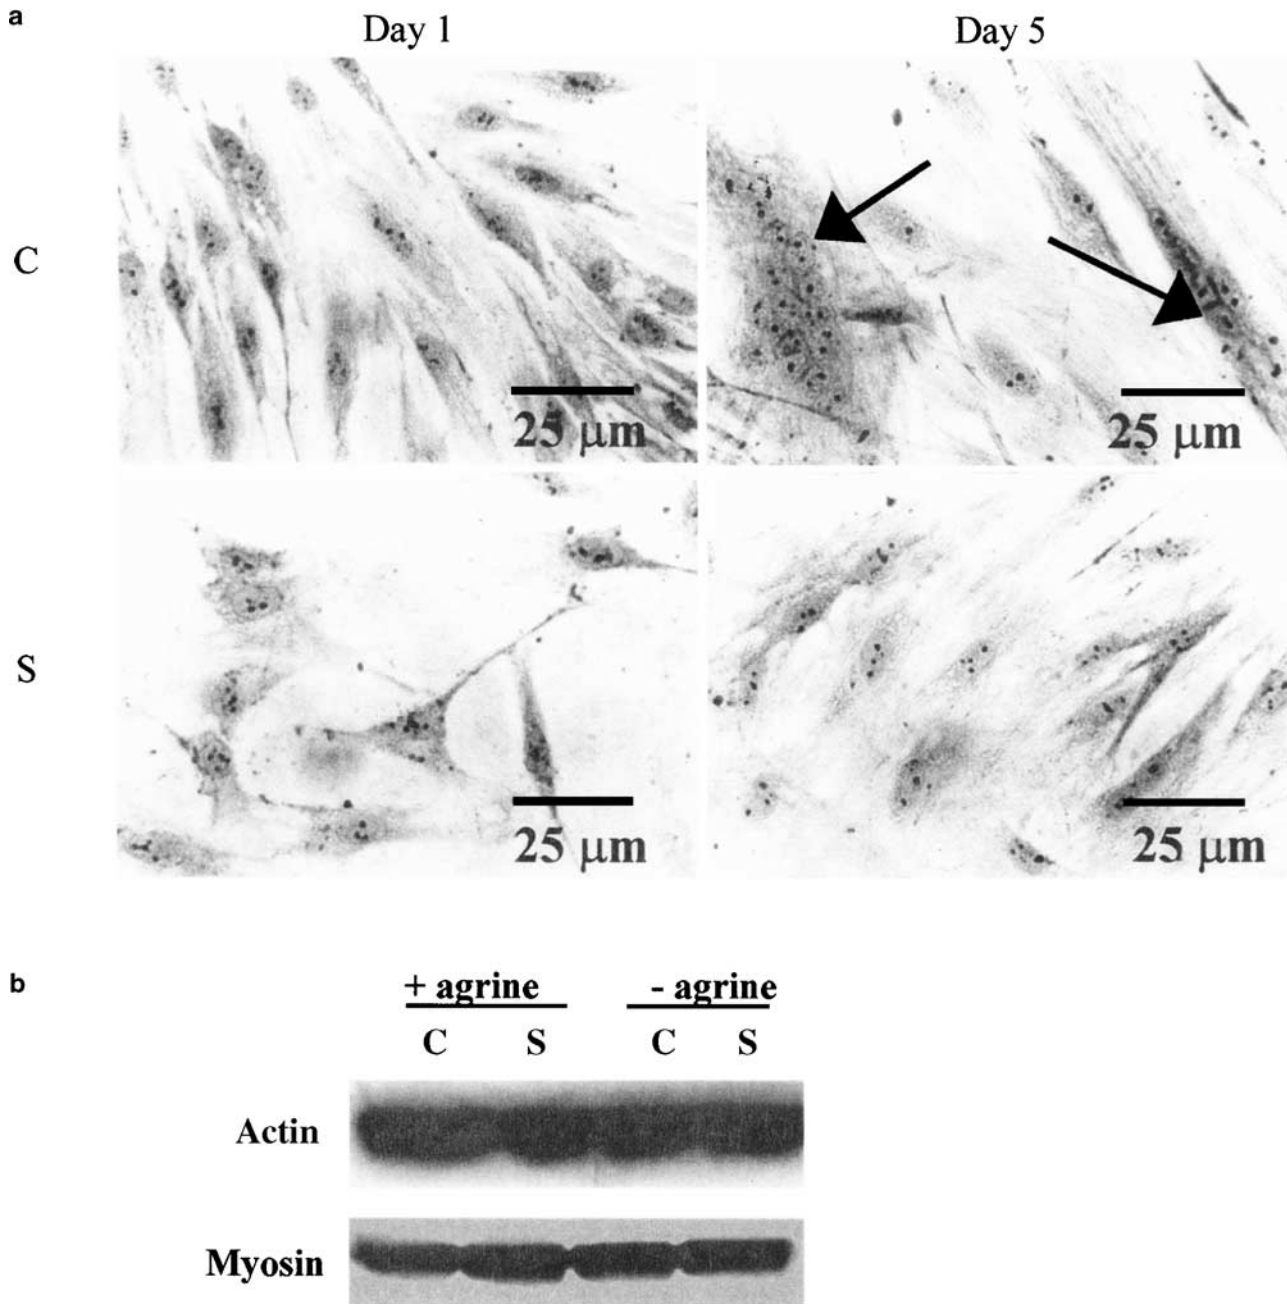 a
Day 1 Day 5
C
25 μm 25 μm
S
25 μm 25 μm
b
+ agrine - agrine
C S C S
Actin
Myosin